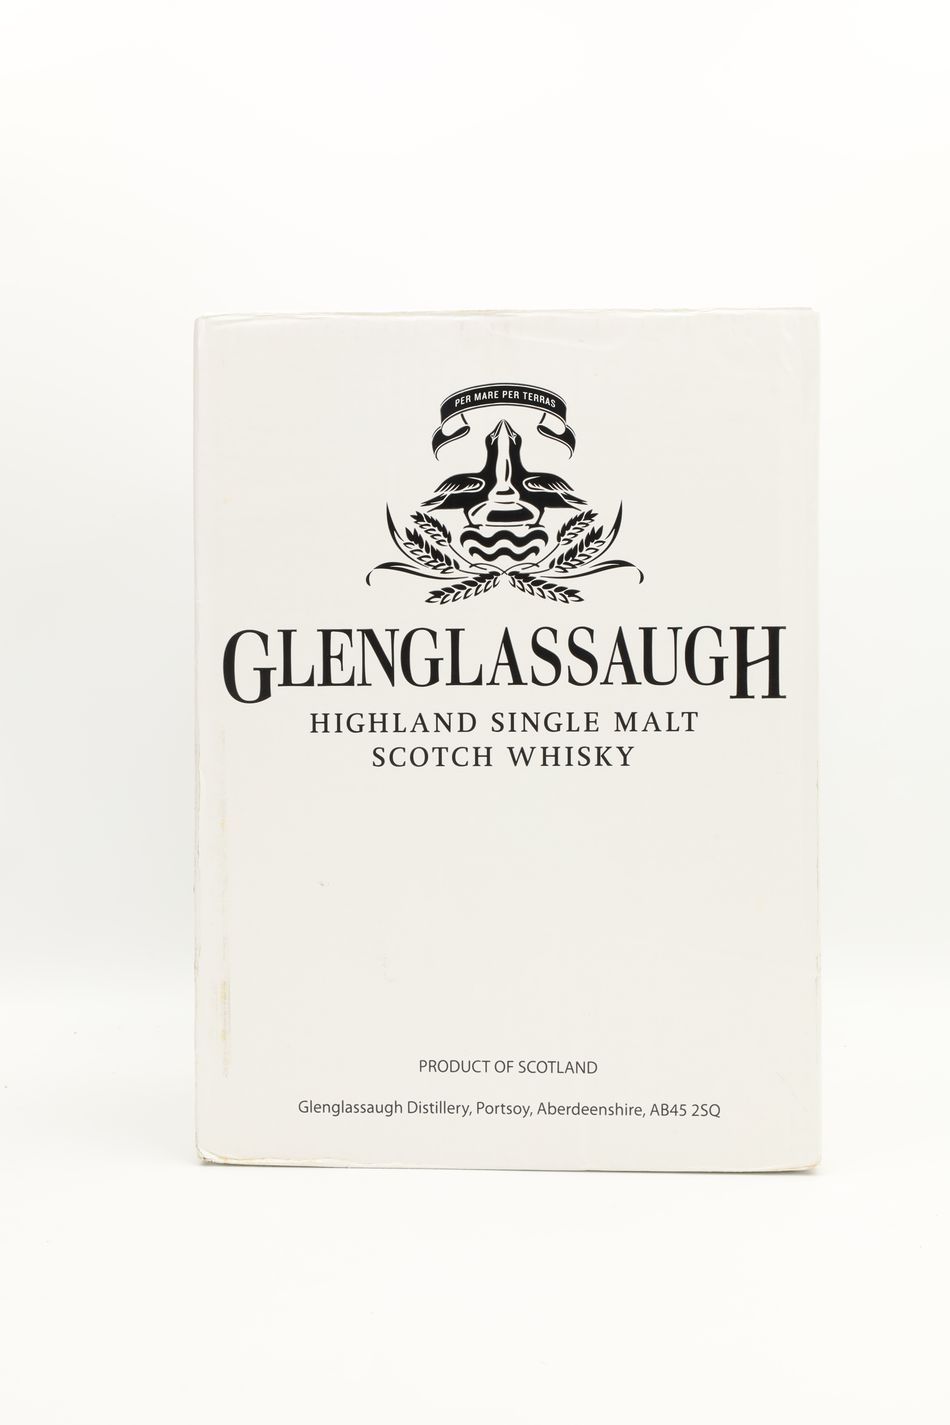 PER MARE PER TERRAS
GLENGLASSAUGH
HIGHLAND SINGLE MALT
SCOTCH WHISKY
PRODUCT OF SCOTLAND
Glenglassaugh Distillery, Portsoy, Aberdeenshire, AB45 2SQ